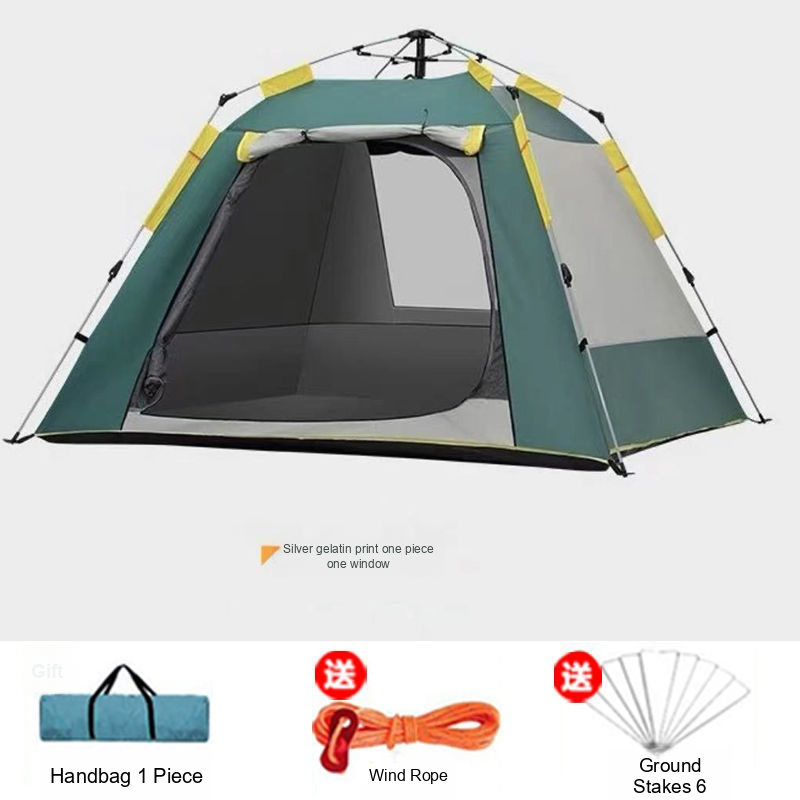 Silver gelatin print one piece
one window
Gift
送
送
Handbag 1 Piece
Wind Rope
Ground
Stakes 6